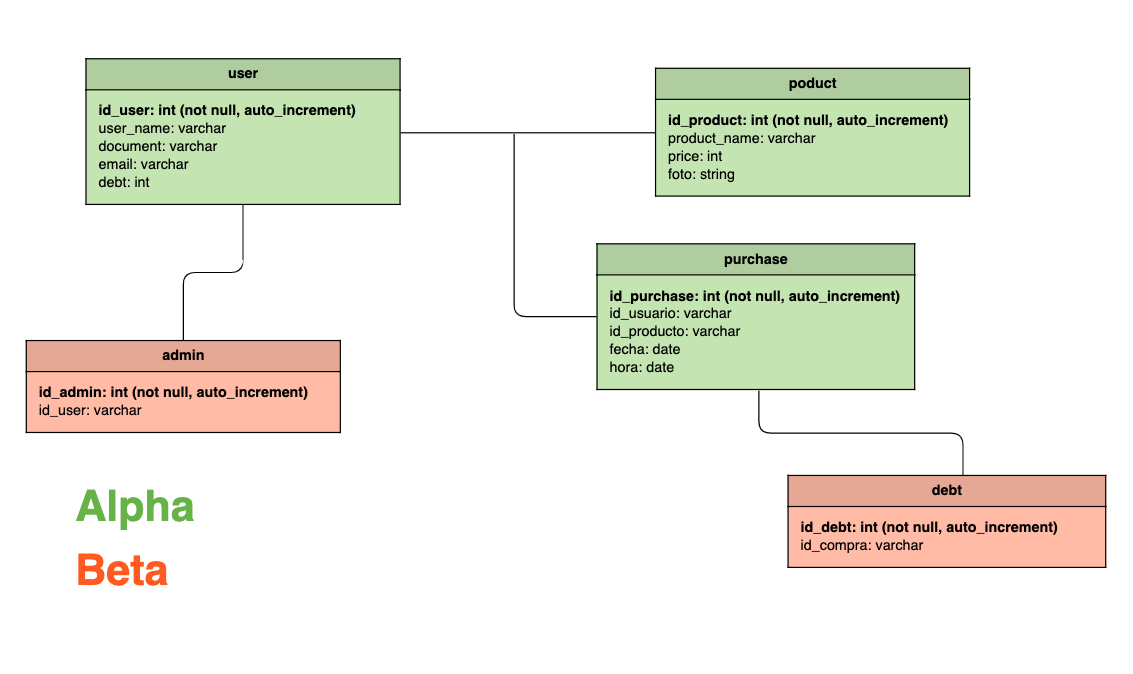 user
id_user: int (not null, auto_increment)
user_name: varchar
document: varchar
email: varchar
debt: int
poduct
id_product: int (not null, auto_increment)
product_name: varchar
price: int
foto: string
purchase
id_purchase: int (not null, auto_increment)
id_usuario: varchar
id_producto: varchar
fecha: date
hora: date
admin
id_admin: int (not null, auto_increment)
id_user: varchar
debt
id_debt: int (not null, auto_increment)
id_compra: varchar
Alpha
Beta